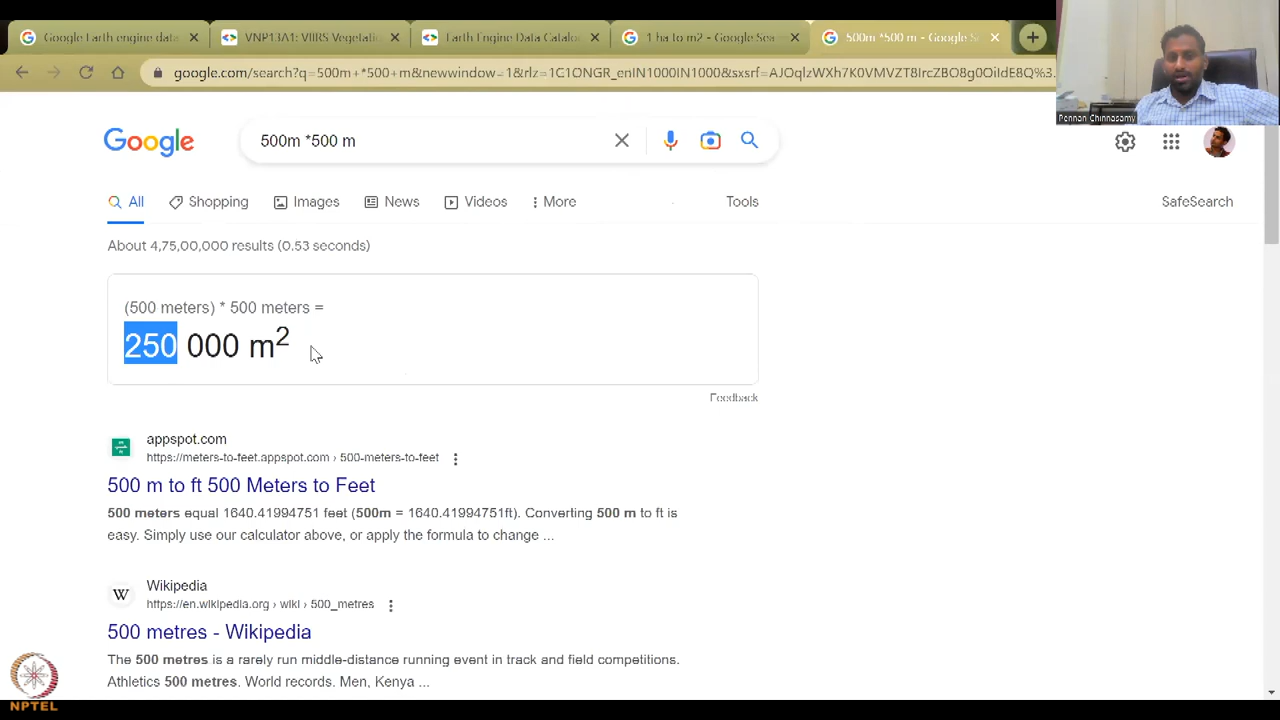 Google Earth engine data
VNP13A1: VIIRS Vegetatio
Earth Engine Data Catalo
1 ha to m2 - Google Sea
500m *500 m - Google S
google.com/search?q=500m+*500+m&newwindow=1&rlz=1C1ONGR_enIN1000IN1000&sxsrf=AJOqlzWXh7K0VMVZT8IrcZBO8g0OiIdE8Q%3.
Pennan Chinnasamy
Google
500m *500 m
All
Shopping
Images
News
Videos
More
Tools
SafeSearch
About 4,75,00,000 results (0.53 seconds)
(500 meters) * 500 meters =
250 000 m²
Feedback
appspot.com
https://meters-to-feet.appspot.com › 500-meters-to-feet
500 m to ft 500 Meters to Feet
500 meters equal 1640.41994751 feet (500m = 1640.41994751ft). Converting 500 m to ft is
easy. Simply use our calculator above, or apply the formula to change ...
W
Wikipedia
https://en.wikipedia.org › wiki › 500_metres
500 metres - Wikipedia
The 500 metres is a rarely run middle-distance running event in track and field competitions.
Athletics 500 metres. World records. Men, Kenya ...
NPTEL